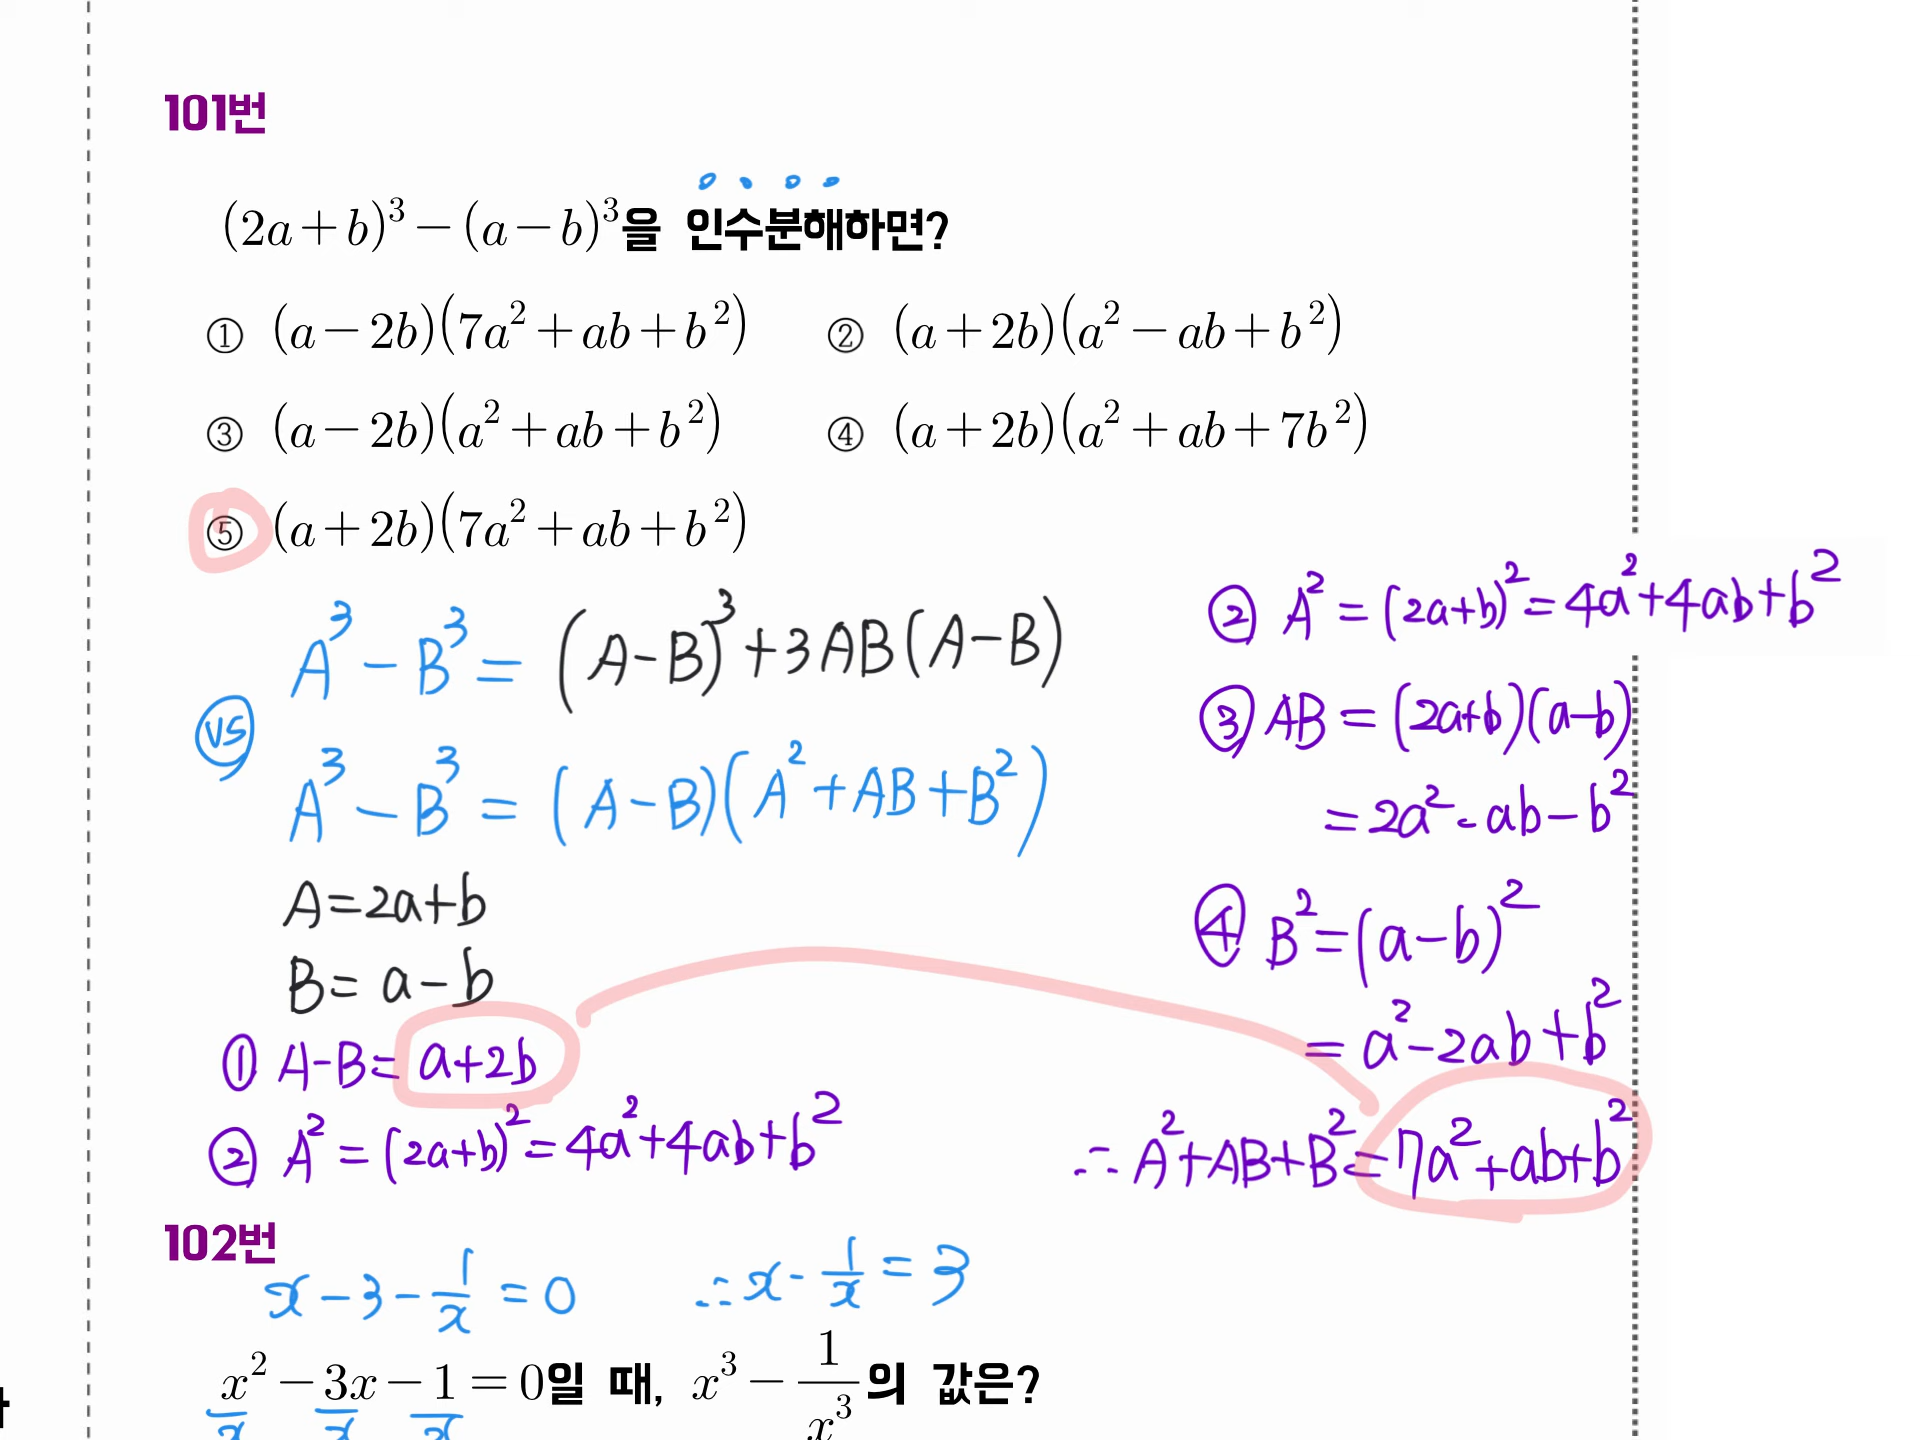 101번
(2a+b)³-(a-b)³을 인수분해하면?
① (a-2b)(7a²+ab+b²) ② (a+2b)(a²-ab+b²)
③ (a-2b)(a²+ab+b²) ④ (a+2b)(a²+ab+7b²)
⑤ (a+2b)(7a²+ab+b²)
A³-B³=(A-B)³+3AB(A-B)
vs
A³-B³=(A-B)(A²+AB+B²)
A=2a+b
B=a-b
① A-B=a+2b
② A²=(2a+b)²=4a²+4ab+b²
② A²=(2a+b)²=4a²+4ab+b²
③ AB=(2a+b)(a-b)
=2a²-ab-b²
④ B²=(a-b)²
=a²-2ab+b²
∴A²+AB+B²=7a²+ab+b²
102번
x-3-1/x=0 ∴x-1/x=3
x²-3x-1=0일 때, x³-1/x³의 값은?
x x x